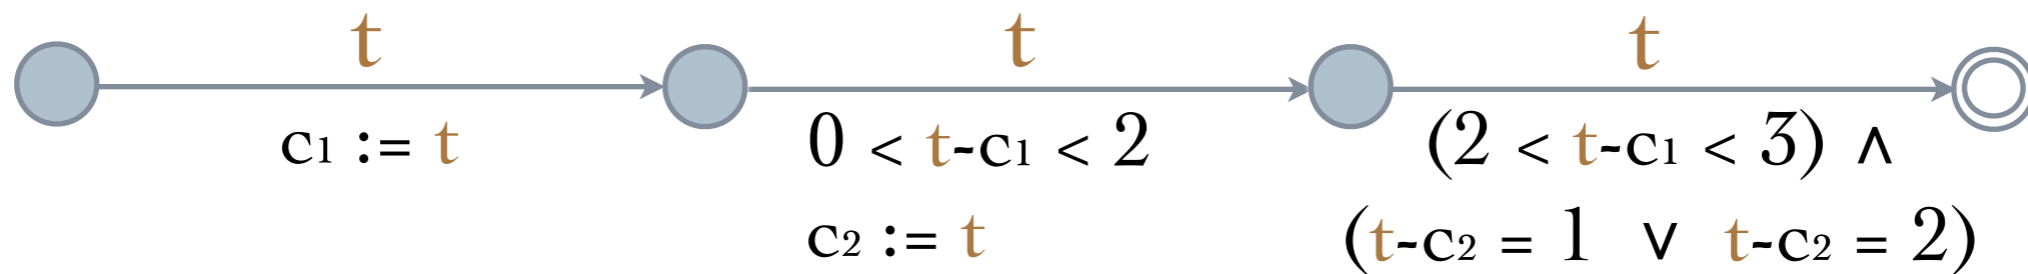 t t t
c₁ := t 0 < t-c₁ < 2 (2 < t-c₁ < 3) ∧
c₂ := t (t-c₂ = 1 ∨ t-c₂ = 2)